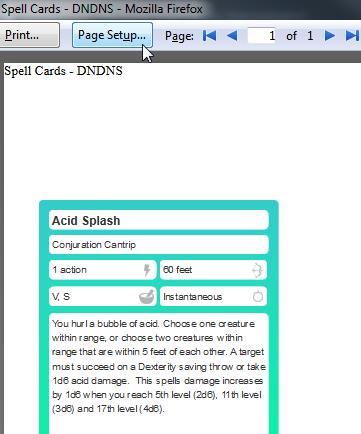 Spell Cards - DNDNS - Mozilla Firefox
Print... Page Setup... Page: 1 of 1
Spell Cards - DNDNS
Acid Splash
Conjuration Cantrip
1 action 60 feet
V, S Instantaneous
You hurl a bubble of acid. Choose one creature
within range, or choose two creatures within
range that are within 5 feet of each other. A target
must succeed on a Dexterity saving throw or take
1d6 acid damage. This spells damage increases
by 1d6 when you reach 5th level (2d6), 11th level
(3d6) and 17th level (4d6).